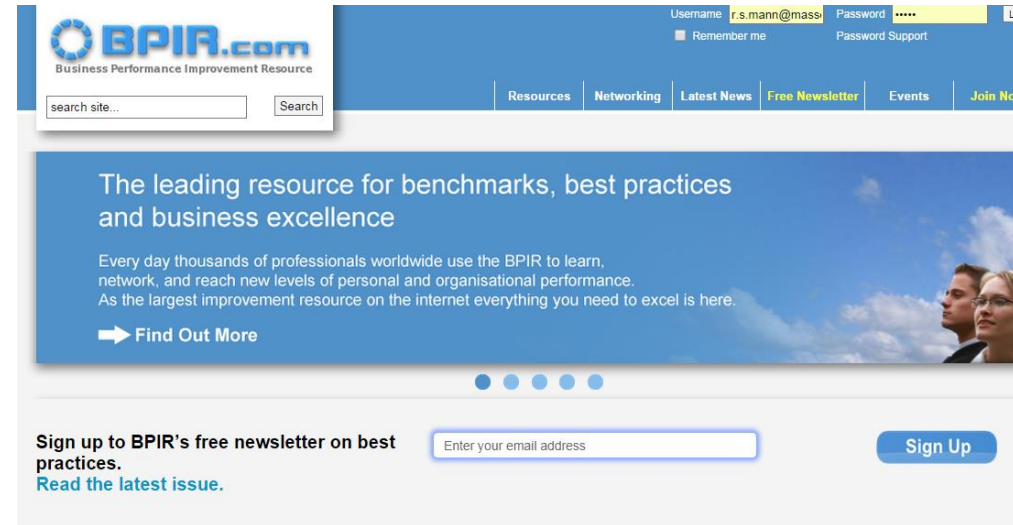 Username r.s.mann@mass Password •••••
Remember me Password Support
BPIR.com
Business Performance Improvement Resource
search site... Search
Resources Networking Latest News Free Newsletter Events Join
The leading resource for benchmarks, best practices
and business excellence
Every day thousands of professionals worldwide use the BPIR to learn,
network, and reach new levels of personal and organisational performance.
As the largest improvement resource on the internet everything you need to excel is here.
Find Out More
Sign up to BPIR's free newsletter on best
practices.
Enter your email address
Sign Up
Read the latest issue.